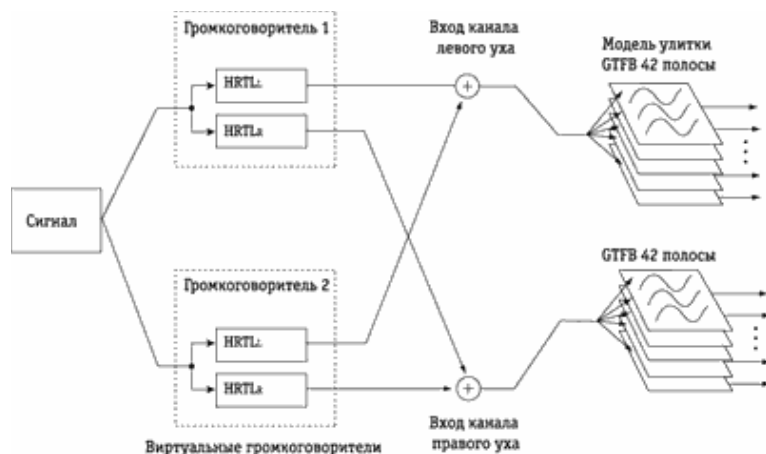 Громкоговоритель 1
HRTLL
HRTLR
Вход канала
левого уха
Модель улитки
GTFB 42 полосы
Сигнал
Громкоговоритель 2
HRTLL
HRTLR
GTFB 42 полосы
Вход канала
правого уха
Виртуальные громкоговорители